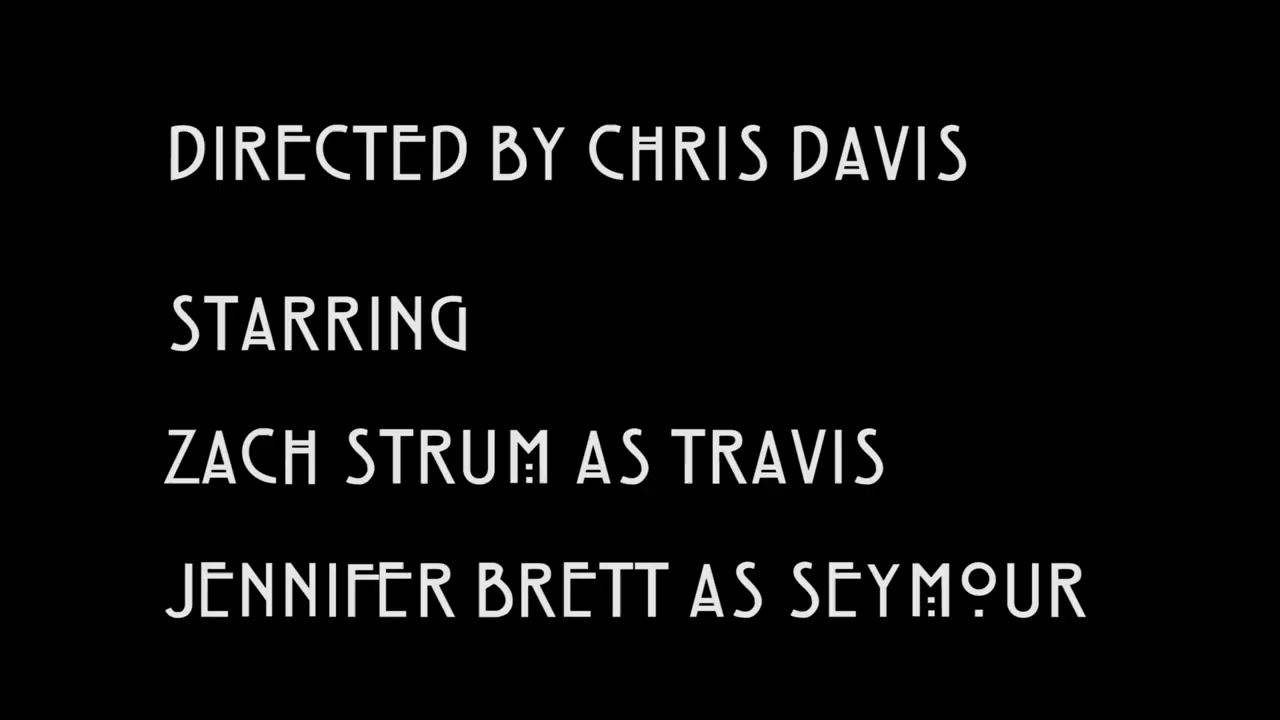 DIRECTED BY CHRIS DAVIS
STARRING
ZACH STRUM AS TRAVIS
JENNIFER BRETT AS SEYMOUR